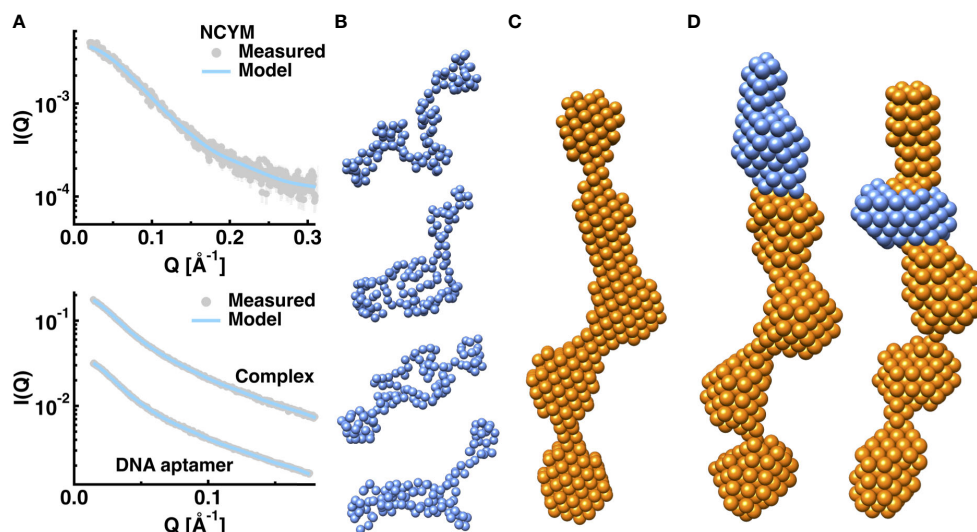 A
B
C
D
NCYM
Measured
Model
I(Q)
10⁻³
10⁻⁴
0.0 0.1 0.2 0.3
Q [Å⁻¹]
Measured
Model
I(Q)
10⁻¹
10⁻²
Complex
DNA aptamer
0.0 0.1
Q [Å⁻¹]